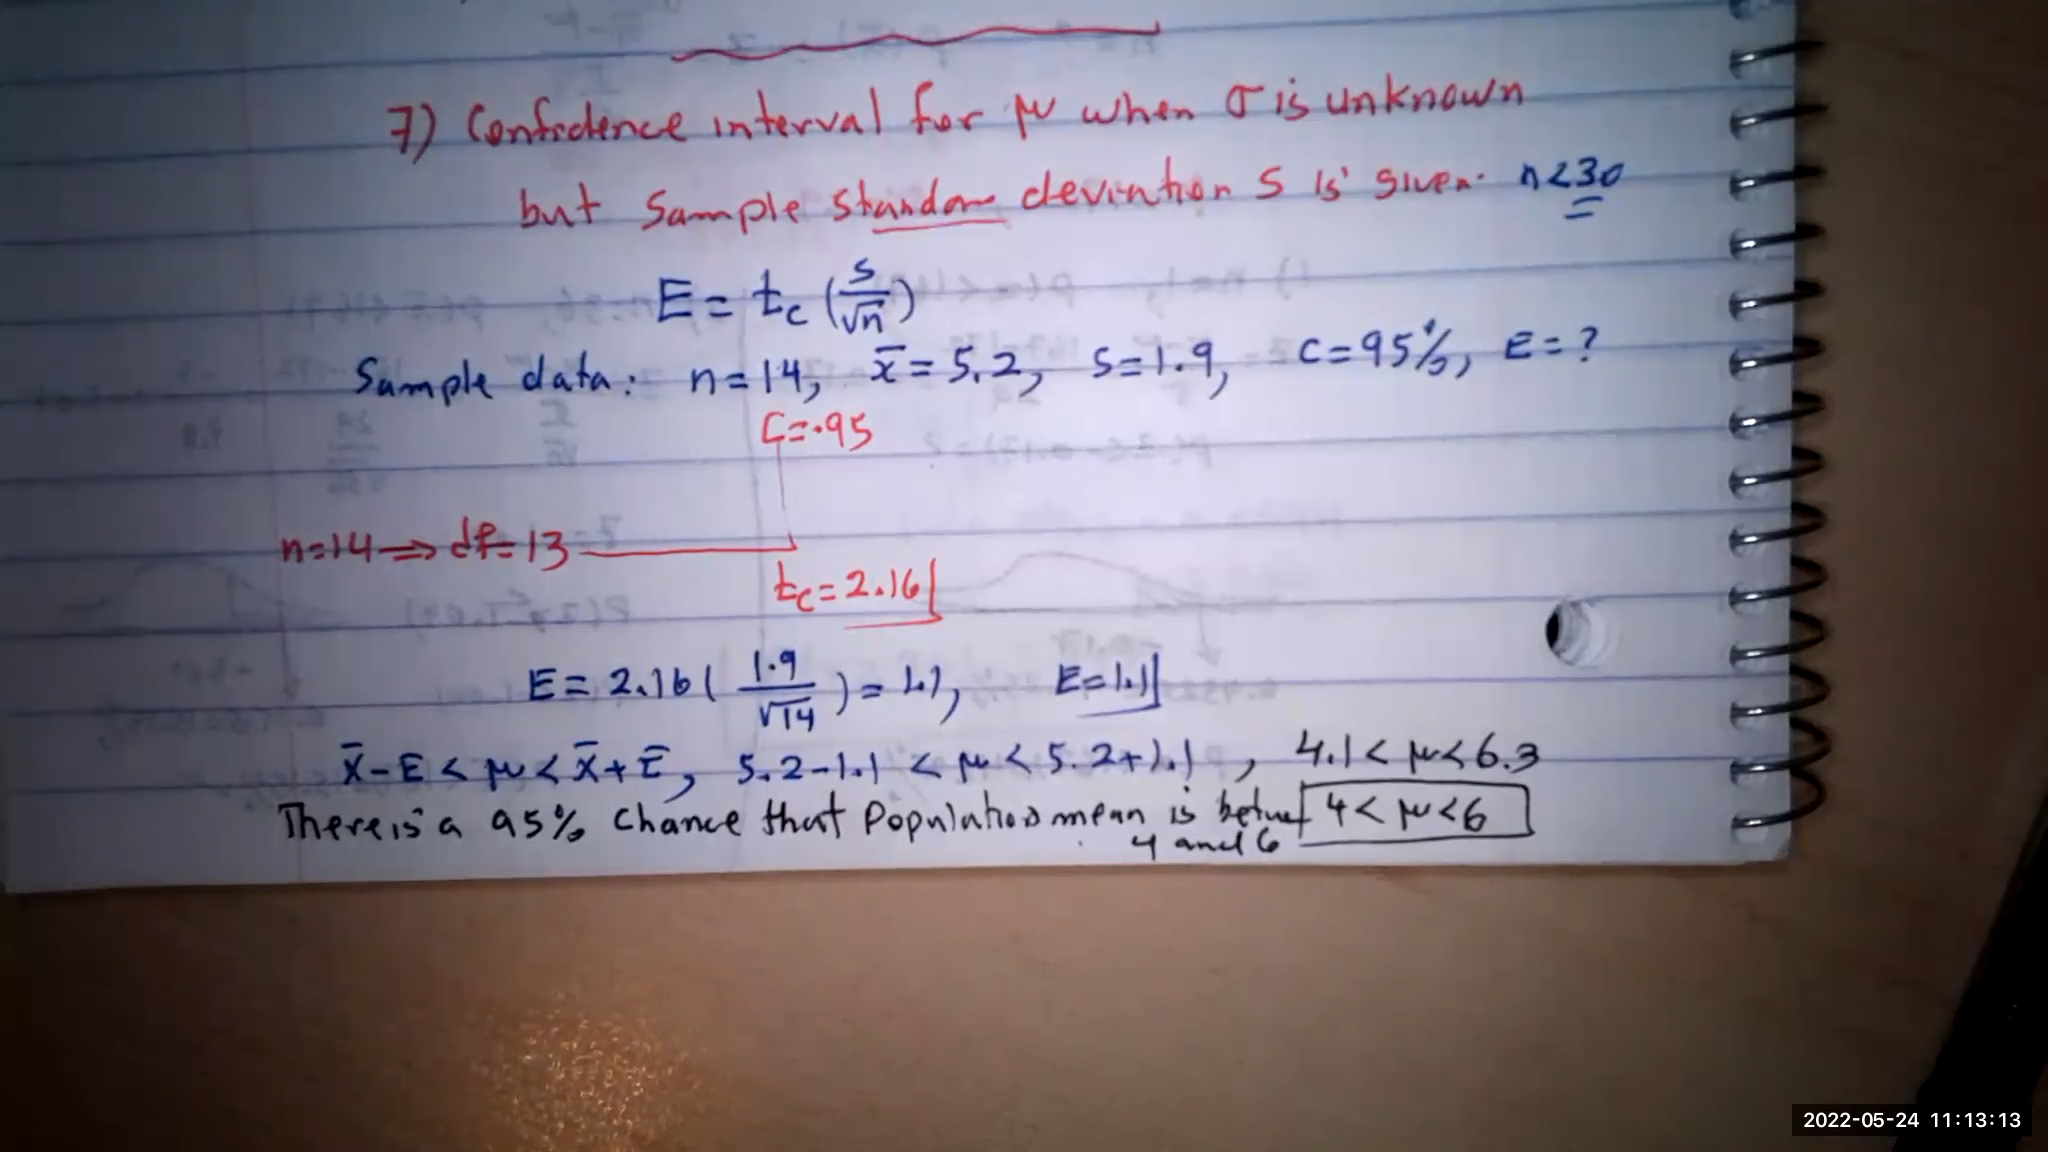 7) Confidence interval for μ when σ is unknown
but Sample standard deviation s is given. n<30
E = tc (s/√n)
Sample data: n=14, x̄=5.2, s=1.9, C=95%, E=?
C=.95
n=14 ⇒ df=13
tc=2.16
E = 2.16 (1.9/√14) = 1.1, E=1.1
x̄-E < μ < x̄+E, 5.2-1.1 < μ < 5.2+1.1, 4.1 < μ < 6.3
There is a 95% chance that Population mean is 4 < μ < 6
4 and 6
2022-05-24 11:13:13